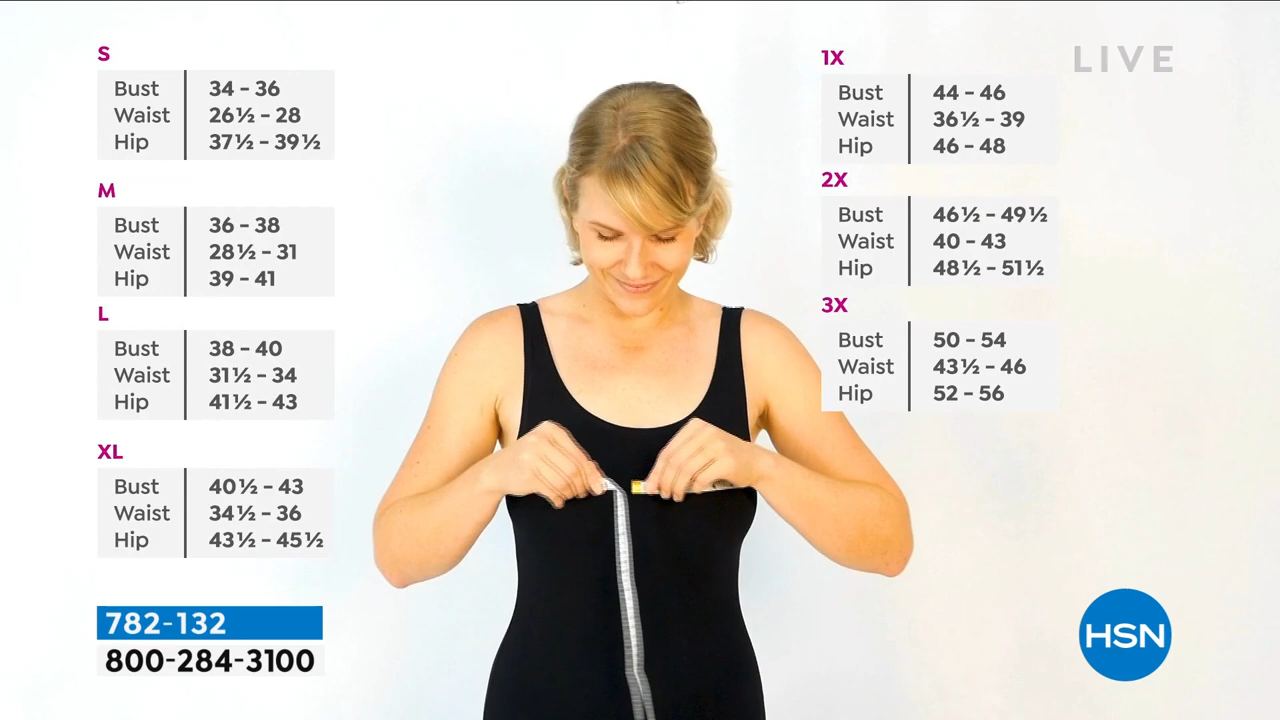 S
Bust 34 - 36
Waist 26½ - 28
Hip 37½ - 39½
M
Bust 36 - 38
Waist 28½ - 31
Hip 39 - 41
L
Bust 38 - 40
Waist 31½ - 34
Hip 41½ - 43
XL
Bust 40½ - 43
Waist 34½ - 36
Hip 43½ - 45½
782-132
800-284-3100
1X
Bust 44 - 46
Waist 36½ - 39
Hip 46 - 48
2X
Bust 46½ - 49½
Waist 40 - 43
Hip 48½ - 51½
3X
Bust 50 - 54
Waist 43½ - 46
Hip 52 - 56
LIVE
HSN